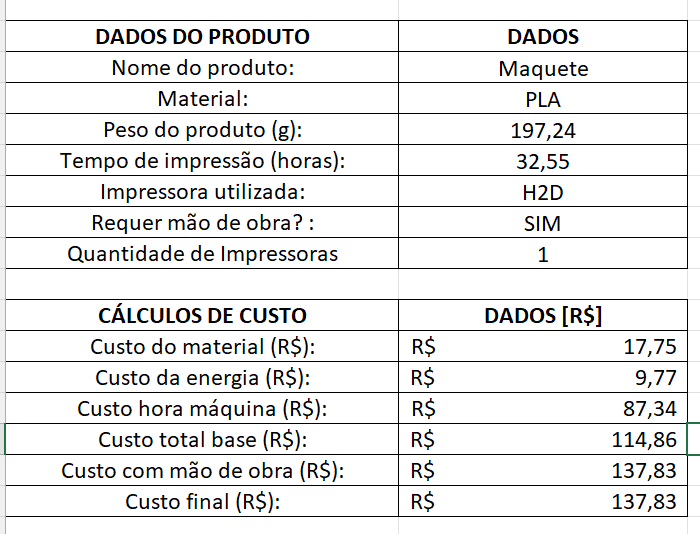 DADOS DO PRODUTO DADOS
Nome do produto: Maquete
Material: PLA
Peso do produto (g): 197,24
Tempo de impressão (horas): 32,55
Impressora utilizada: H2D
Requer mão de obra? : SIM
Quantidade de Impressoras 1
CÁLCULOS DE CUSTO DADOS [R$]
Custo do material (R$): R$ 17,75
Custo da energia (R$): R$ 9,77
Custo hora máquina (R$): R$ 87,34
Custo total base (R$): R$ 114,86
Custo com mão de obra (R$): R$ 137,83
Custo final (R$): R$ 137,83